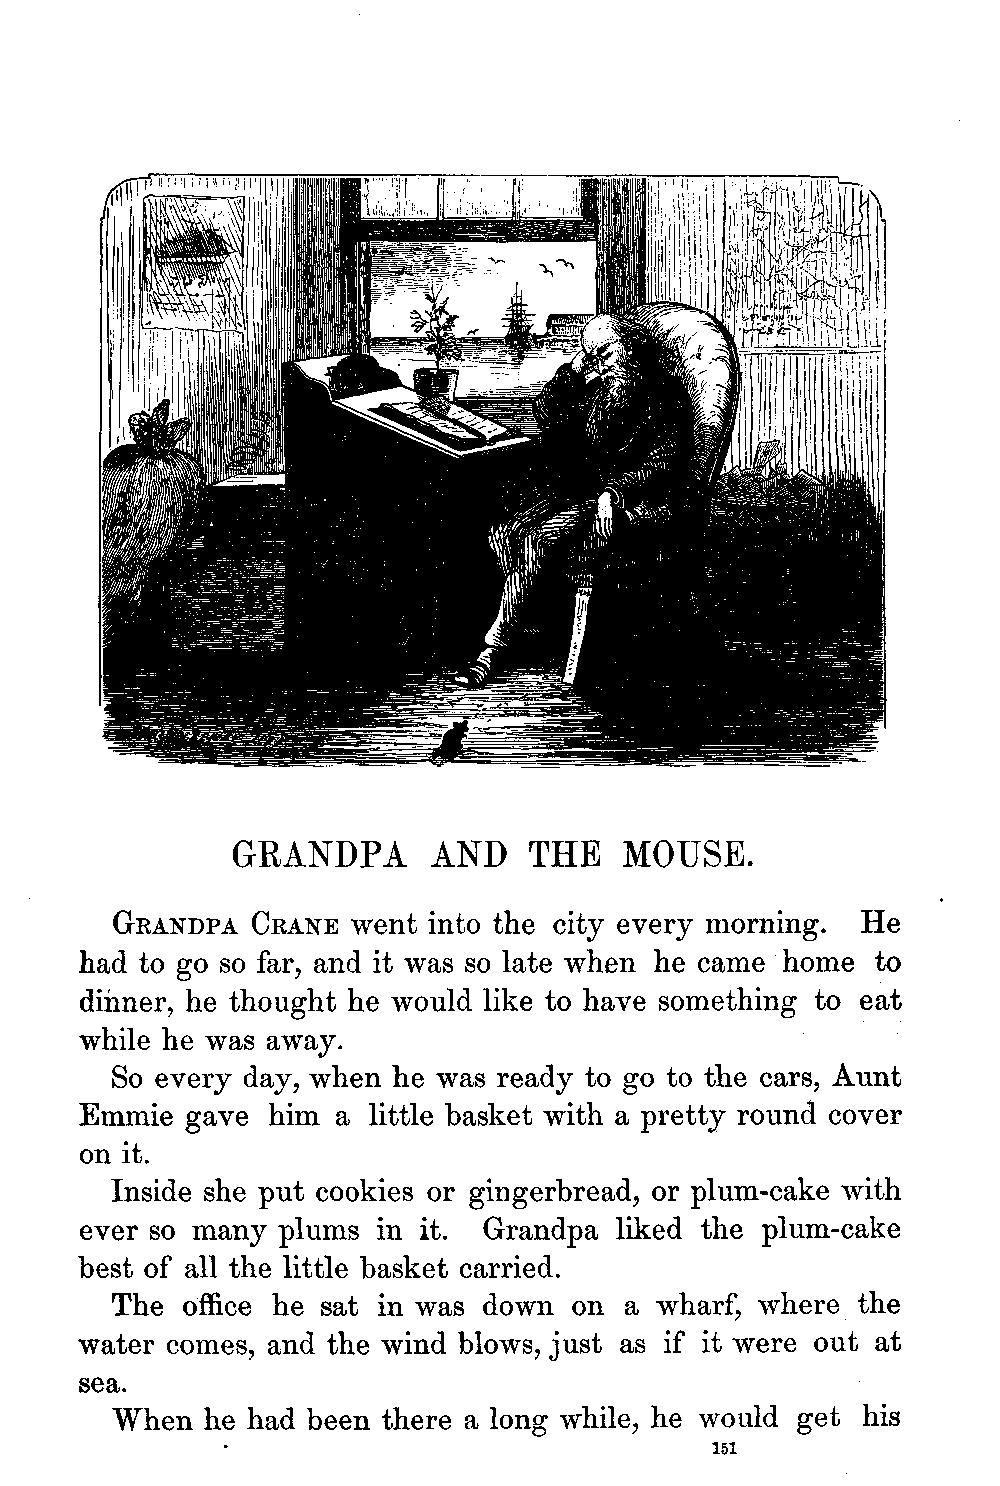 GRANDPA AND THE MOUSE.
GRANDPA CRANE went into the city every morning. He
had to go so far, and it was so late when he came home to
dinner, he thought he would like to have something to eat
while he was away.
So every day, when he was ready to go to the cars, Aunt
Emmie gave him a little basket with a pretty round cover
on it.
Inside she put cookies or gingerbread, or plum-cake with
ever so many plums in it. Grandpa liked the plum-cake
best of all the little basket carried.
The office he sat in was down on a wharf, where the
water comes, and the wind blows, just as if it were out at
sea.
When he had been there a long while, he would get his
151